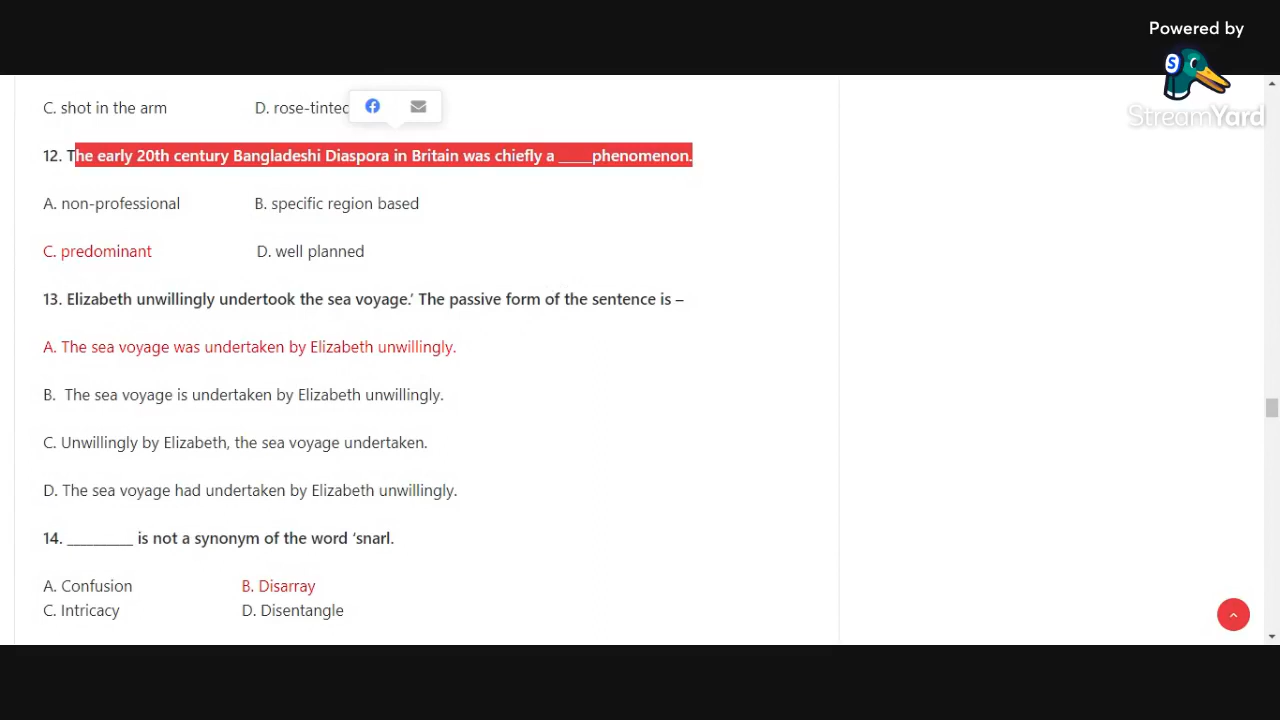 Powered by
S
StreamYard
C. shot in the arm D. rose-tinted
12. The early 20th century Bangladeshi Diaspora in Britain was chiefly a _____phenomenon.
A. non-professional B. specific region based
C. predominant D. well planned
13. Elizabeth unwillingly undertook the sea voyage.’ The passive form of the sentence is –
A. The sea voyage was undertaken by Elizabeth unwillingly.
B. The sea voyage is undertaken by Elizabeth unwillingly.
C. Unwillingly by Elizabeth, the sea voyage undertaken.
D. The sea voyage had undertaken by Elizabeth unwillingly.
14. __________ is not a synonym of the word ‘snarl.
A. Confusion B. Disarray
C. Intricacy D. Disentangle